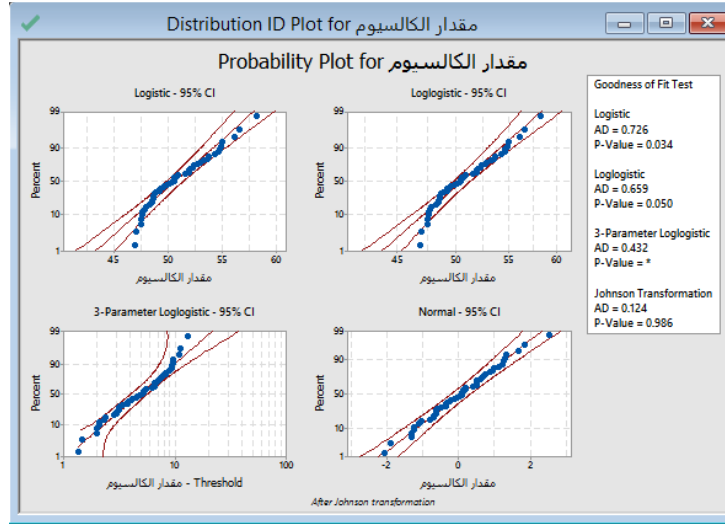 Distribution ID Plot for مقدار الكالسيوم
Probability Plot for مقدار الكالسيوم
Logistic - 95% CI
Percent
99
90
50
10
1
45
50
55
60
مقدار الكالسيوم
Loglogistic - 95% CI
Percent
99
90
50
10
1
45
50
55
60
مقدار الكالسيوم
3-Parameter Loglogistic - 95% CI
Percent
99
90
50
10
1
1
10
100
مقدار الكالسيوم - Threshold
Normal - 95% CI
Percent
99
90
50
10
1
-2
0
2
مقدار الكالسيوم
After Johnson transformation
Goodness of Fit Test
Logistic
AD = 0.726
P-Value = 0.034
Loglogistic
AD = 0.659
P-Value = 0.050
3-Parameter Loglogistic
AD = 0.432
P-Value = *
Johnson Transformation
AD = 0.124
P-Value = 0.986